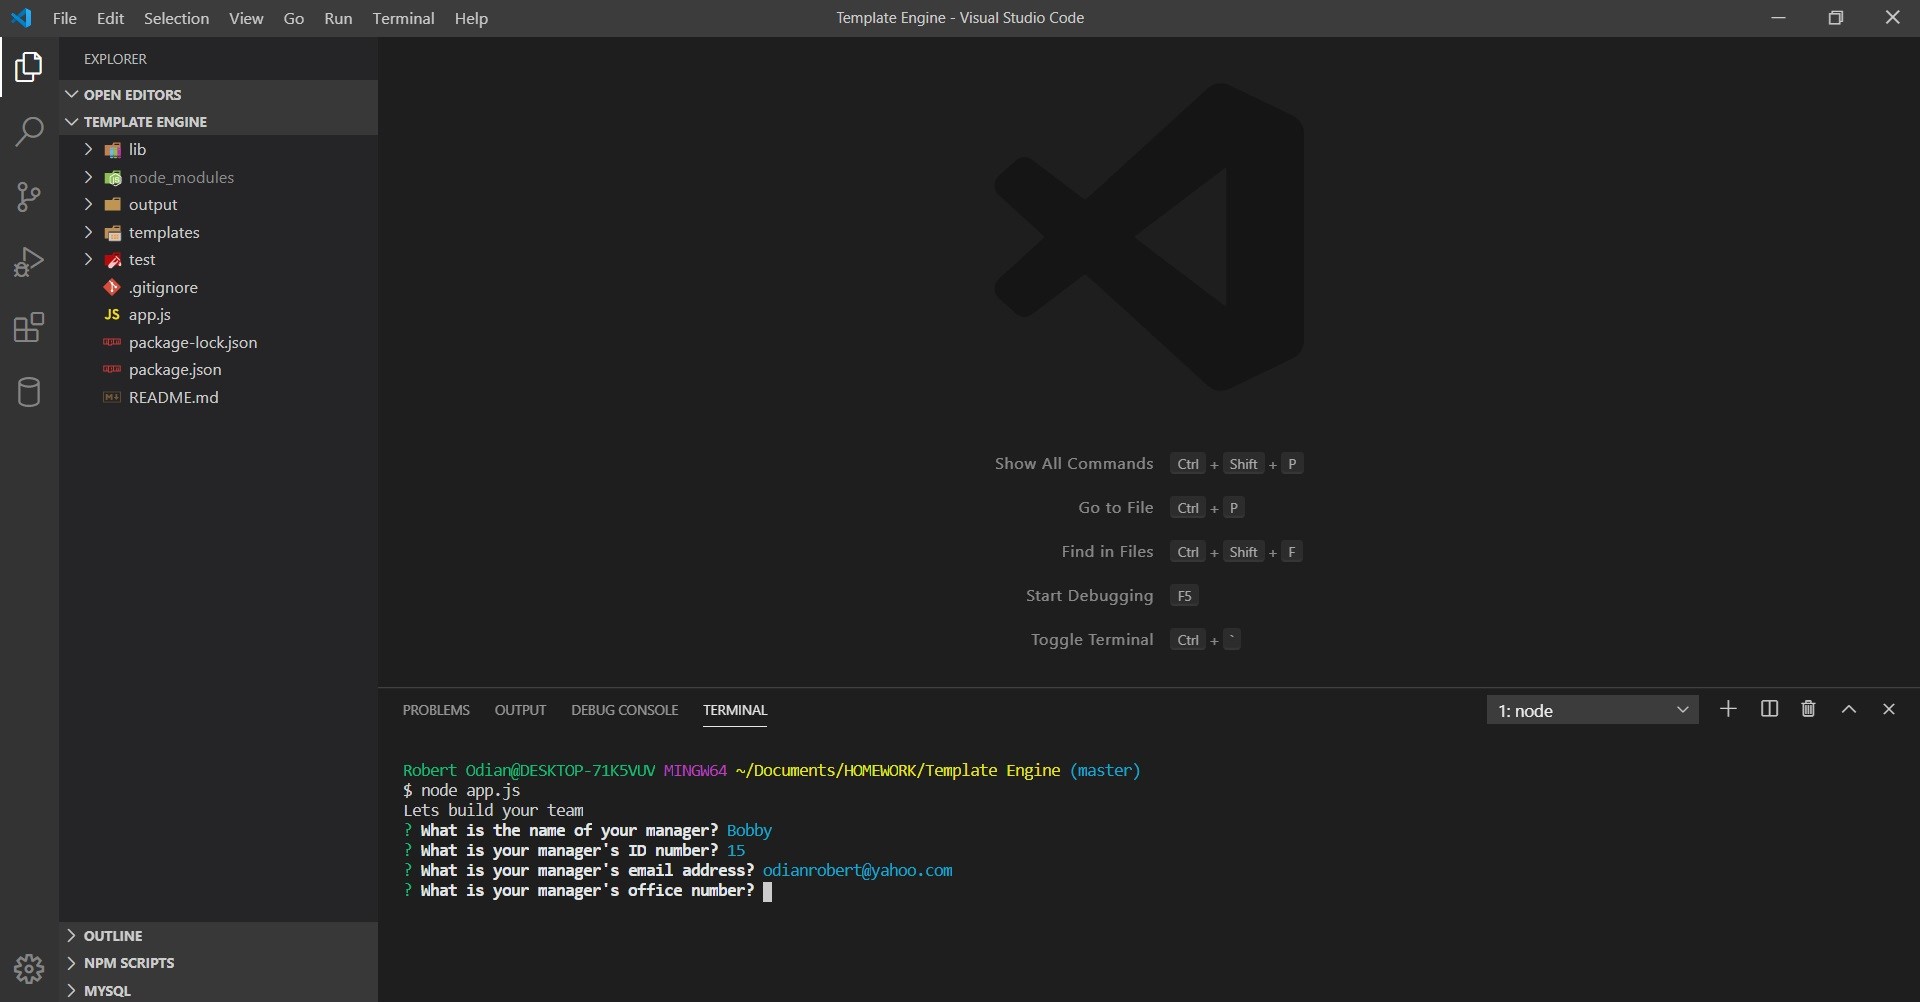 File Edit Selection View Go Run Terminal Help
Template Engine - Visual Studio Code
EXPLORER
OPEN EDITORS
TEMPLATE ENGINE
lib
node_modules
output
templates
test
.gitignore
JS app.js
package-lock.json
package.json
README.md
OUTLINE
NPM SCRIPTS
MYSQL
Show All Commands Ctrl + Shift + P
Go to File Ctrl + P
Find in Files Ctrl + Shift + F
Start Debugging F5
Toggle Terminal Ctrl + `
PROBLEMS OUTPUT DEBUG CONSOLE TERMINAL 1: node
Robert Odian@DESKTOP-71K5VUV MINGW64 ~/Documents/HOMEWORK/Template Engine (master)
$ node app.js
Lets build your team
? What is the name of your manager? Bobby
? What is your manager's ID number? 15
? What is your manager's email address? odianrobert@yahoo.com
? What is your manager's office number?